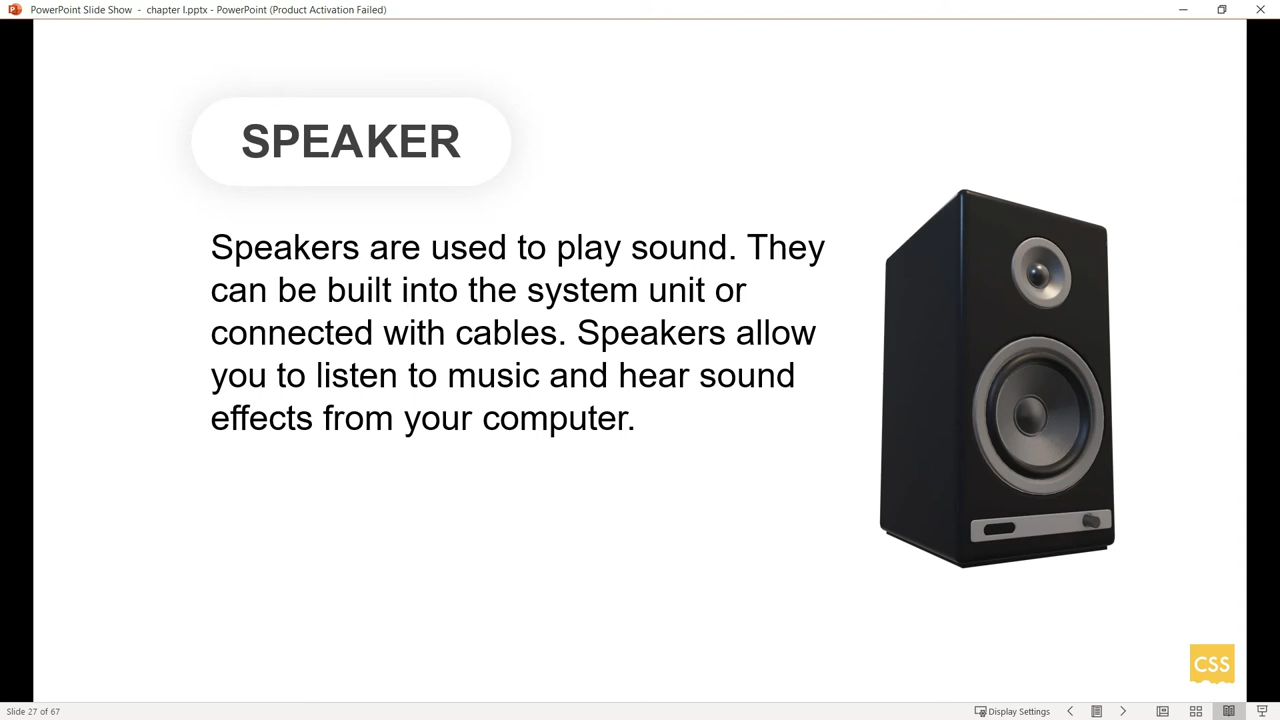 PowerPoint Slide Show - chapter I.pptx - PowerPoint (Product Activation Failed)
SPEAKER
Speakers are used to play sound. They
can be built into the system unit or
connected with cables. Speakers allow
you to listen to music and hear sound
effects from your computer.
CSS
Slide 27 of 67
Display Settings